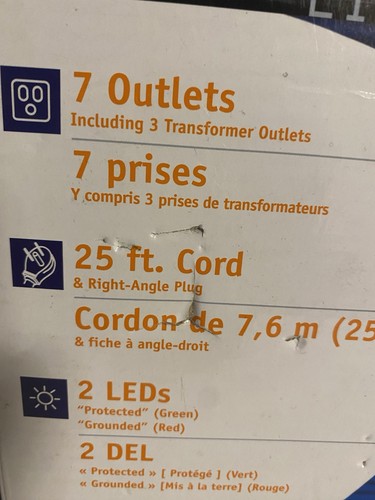 7 Outlets
Including 3 Transformer Outlets
7 prises
Y compris 3 prises de transformateurs
25 ft. Cord
& Right-Angle Plug
Cordon de 7,6 m (25
& fiche à angle-droit
2 LEDs
"Protected" (Green)
"Grounded" (Red)
2 DEL
« Protected » [ Protégé ] (Vert)
« Grounded » [Mis à la terre] (Rouge)